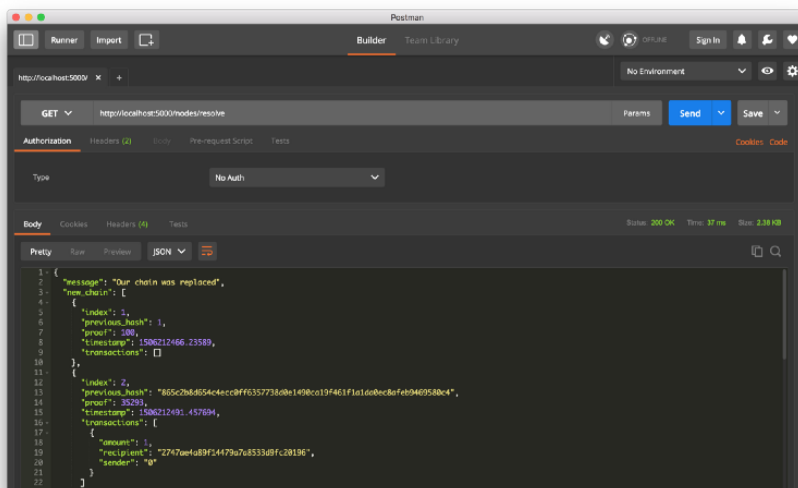 Postman
Runner Import Builder Team Library OFFLINE Sign In
http://localhost:5000/ × + No Environment
GET http://localhost:5000/nodes/resolve Params Send Save
Authorization Headers (2) Body Pre-request Script Tests Cookies Code
Type No Auth
Body Cookies Headers (4) Tests Status: 200 OK Time: 37 ms Size: 2.38 KB
Pretty Raw Preview JSON
1 {
2 "message": "Our chain was replaced",
3 "new_chain": [
4 {
5 "index": 1,
6 "previous_hash": 1,
7 "proof": 100,
8 "timestamp": 1506212466.23589,
9 "transactions": []
10 },
11 {
12 "index": 2,
13 "previous_hash":
14 "proof": 35293,
15 "timestamp": 1506212491.457694,
16 "transactions": [
17 {
18 "amount": 1,
19 "recipient": "2747ae4a89f14479a7a8533d9fc20196",
20 "sender": "0"
21 }
22 ]